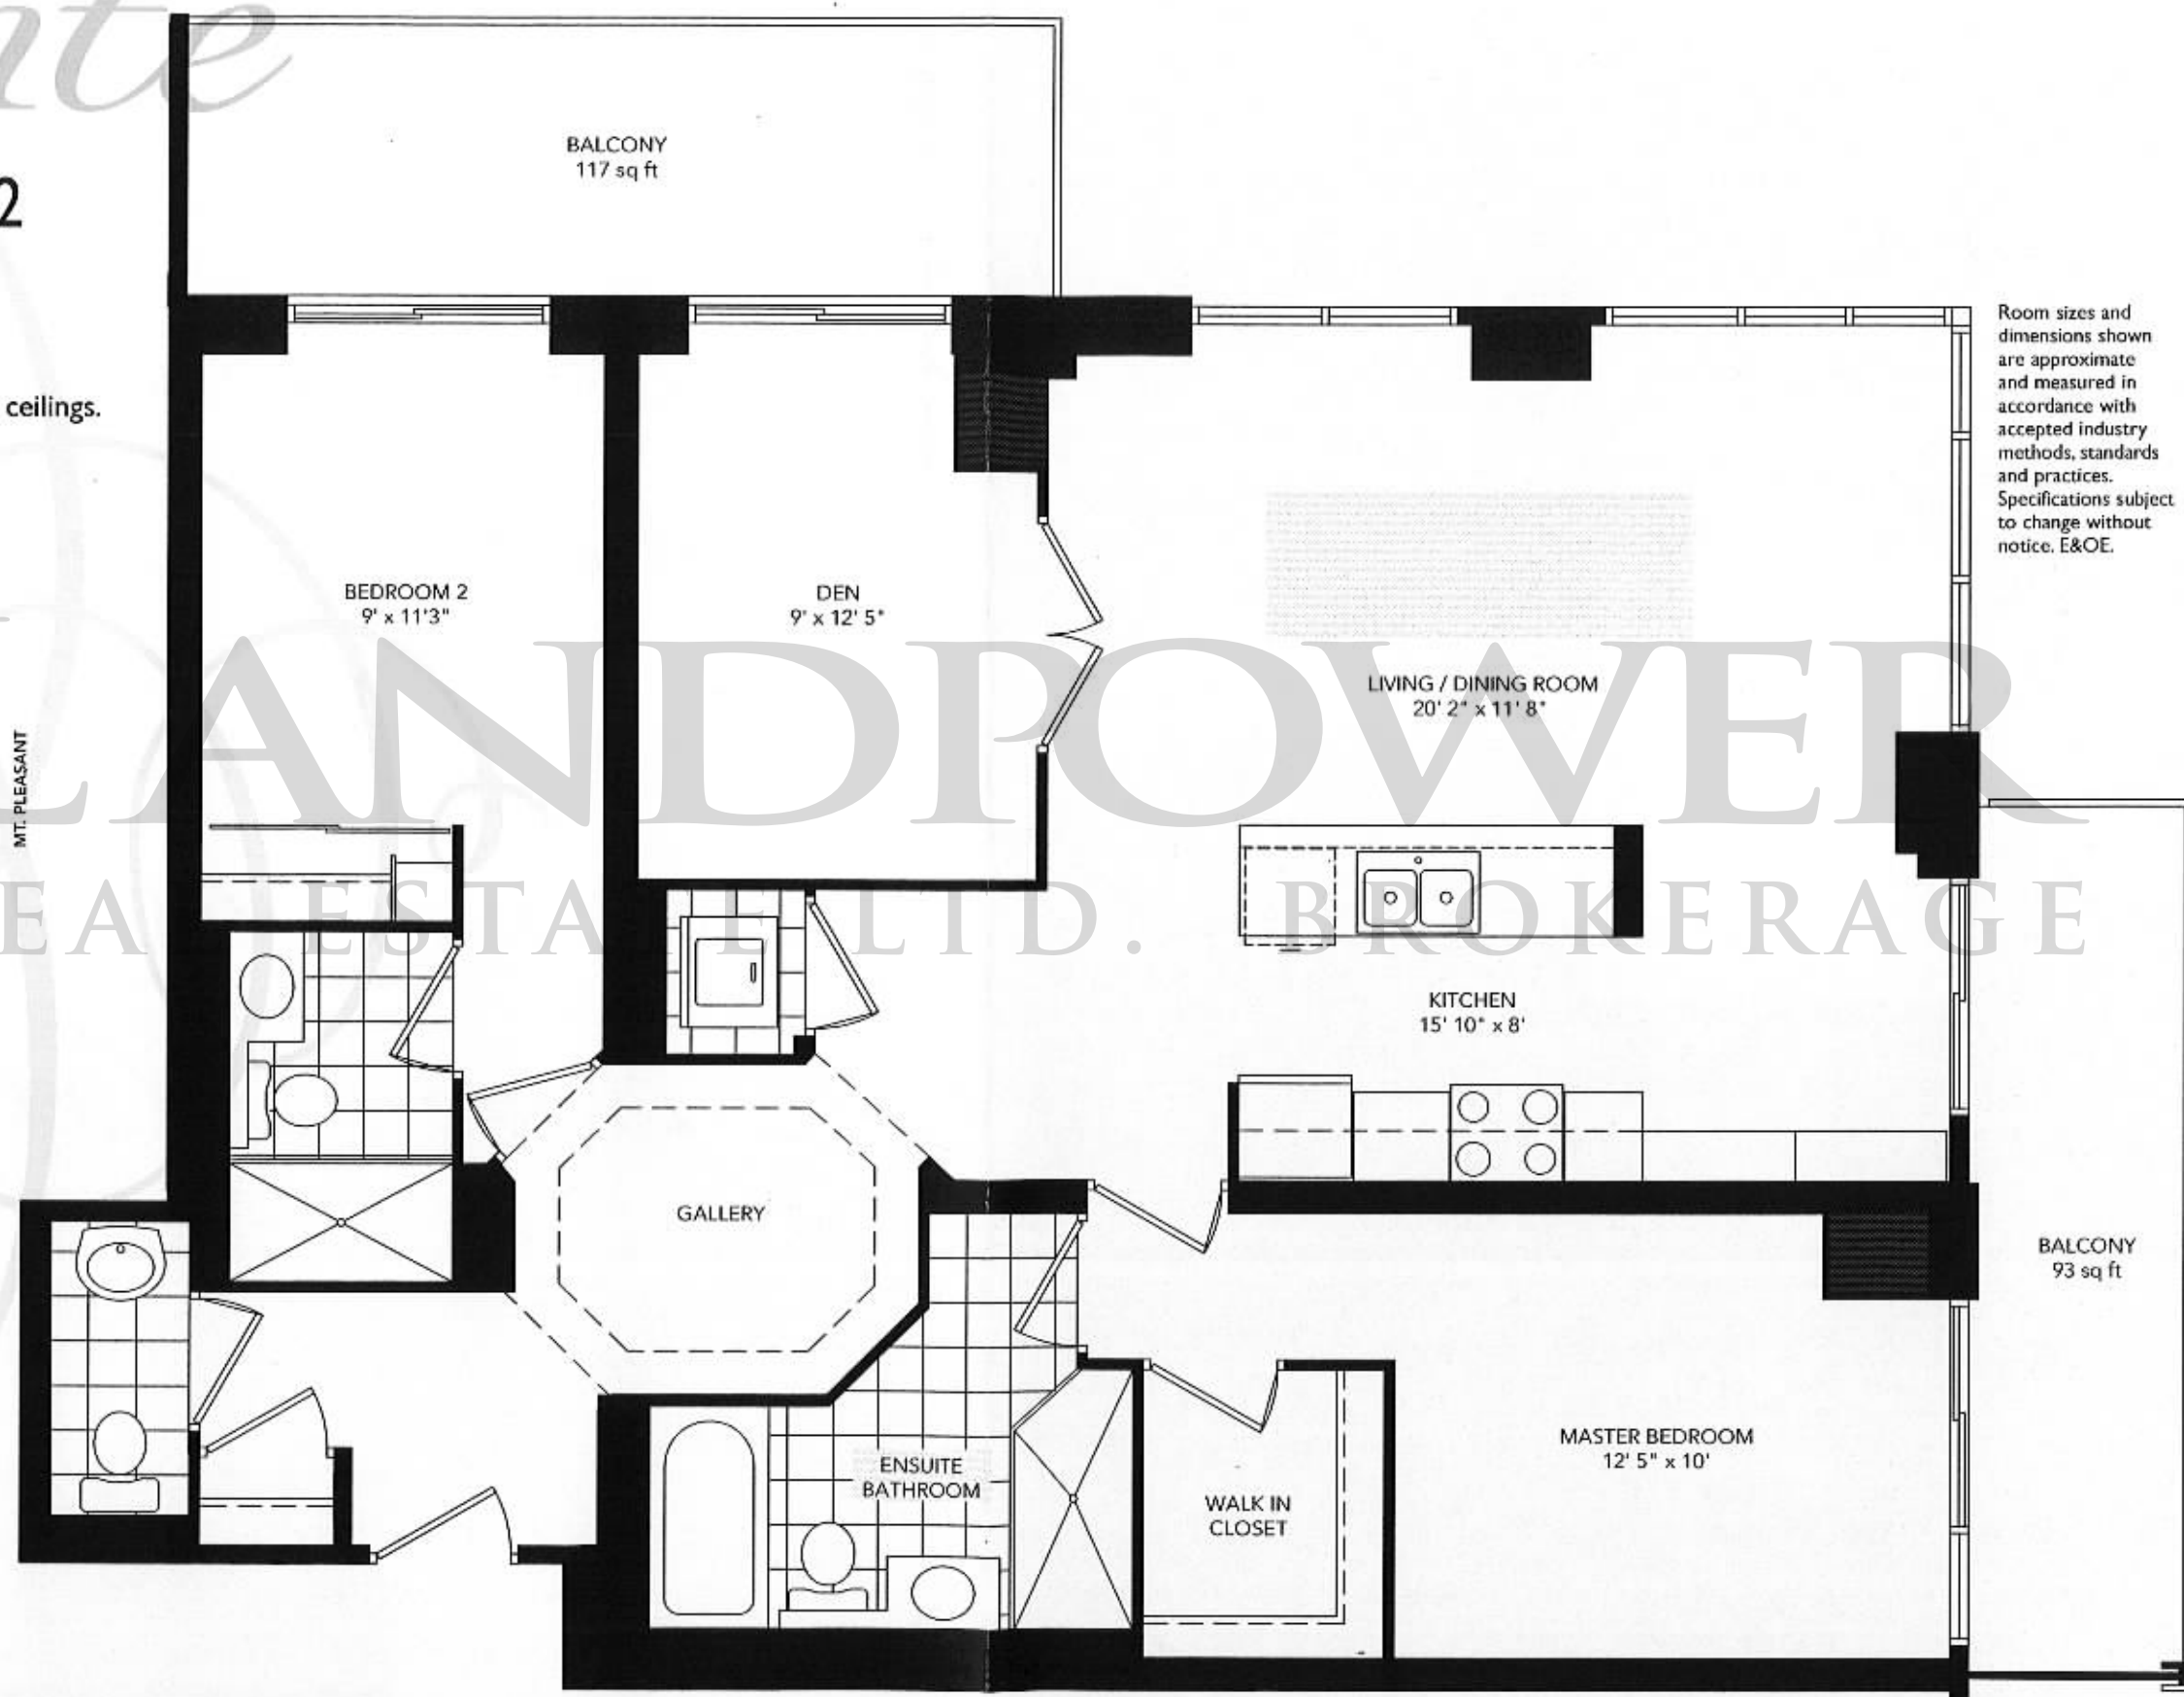 2
ceilings.
MT. PLEASANT
BALCONY
117 sq ft
Room sizes and
dimensions shown
are approximate
and measured in
accordance with
accepted industry
methods, standards
and practices.
Specifications subject
to change without
notice. E&OE.
BEDROOM 2
9' x 11'3"
DEN
9' x 12' 5"
LIVING / DINING ROOM
20' 2" x 11' 8"
LANDPOWER
REAL ESTATE LTD. BROKERAGE
KITCHEN
15' 10" x 8'
GALLERY
BALCONY
93 sq ft
MASTER BEDROOM
12' 5" x 10'
ENSUITE
BATHROOM
WALK IN
CLOSET